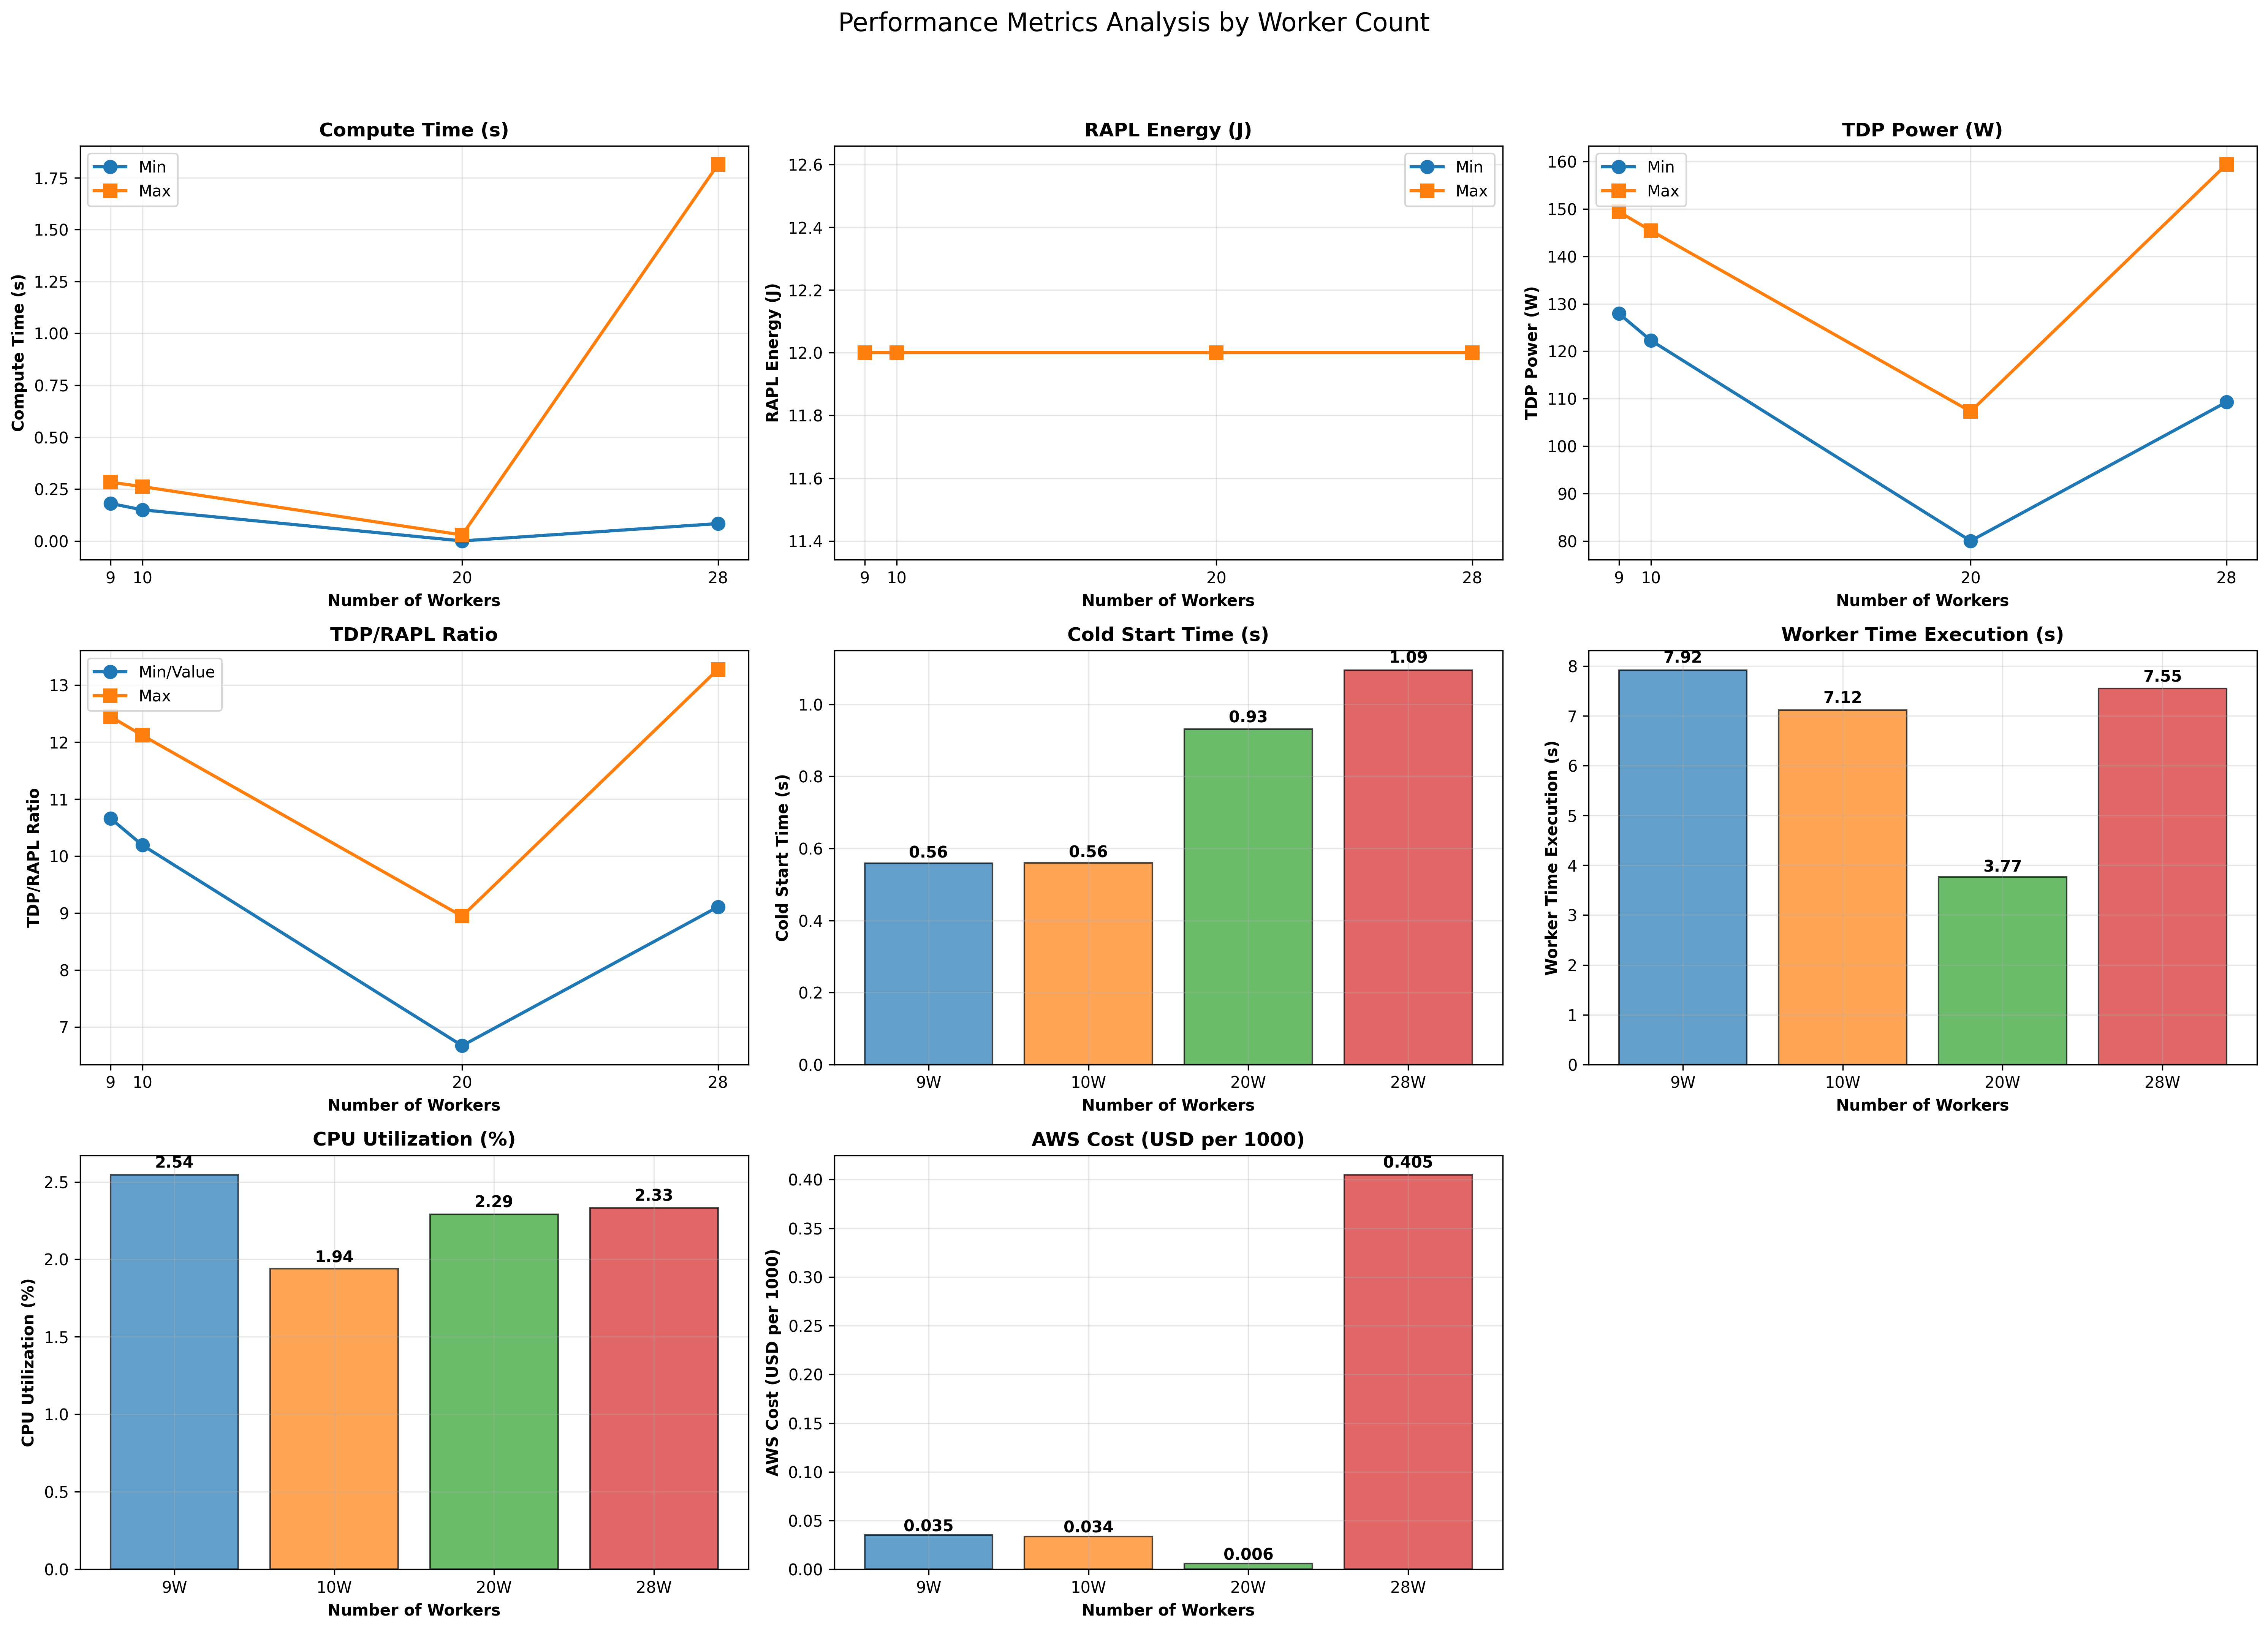 Performance Metrics Analysis by Worker Count
Compute Time (s)
Min
Max
Compute Time (s)
1.75
1.50
1.25
1.00
0.75
0.50
0.25
0.00
9 10 20 28
Number of Workers
RAPL Energy (J)
Min
Max
RAPL Energy (J)
12.6
12.4
12.2
12.0
11.8
11.6
11.4
9 10 20 28
Number of Workers
TDP Power (W)
Min
Max
TDP Power (W)
160
150
140
130
120
110
100
90
80
9 10 20 28
Number of Workers
TDP/RAPL Ratio
Min/Value
Max
TDP/RAPL Ratio
13
12
11
10
9
8
7
9 10 20 28
Number of Workers
Cold Start Time (s)
Cold Start Time (s)
1.0
0.8
0.6
0.4
0.2
0.0
0.56 0.56 0.93 1.09
9W 10W 20W 28W
Number of Workers
Worker Time Execution (s)
Worker Time Execution (s)
8
7
6
5
4
3
2
1
0
7.92 7.12 3.77 7.55
9W 10W 20W 28W
Number of Workers
CPU Utilization (%)
CPU Utilization (%)
2.5
2.0
1.5
1.0
0.5
0.0
2.54 1.94 2.29 2.33
9W 10W 20W 28W
Number of Workers
AWS Cost (USD per 1000)
AWS Cost (USD per 1000)
0.40
0.35
0.30
0.25
0.20
0.15
0.10
0.05
0.00
0.035 0.034 0.006 0.405
9W 10W 20W 28W
Number of Workers